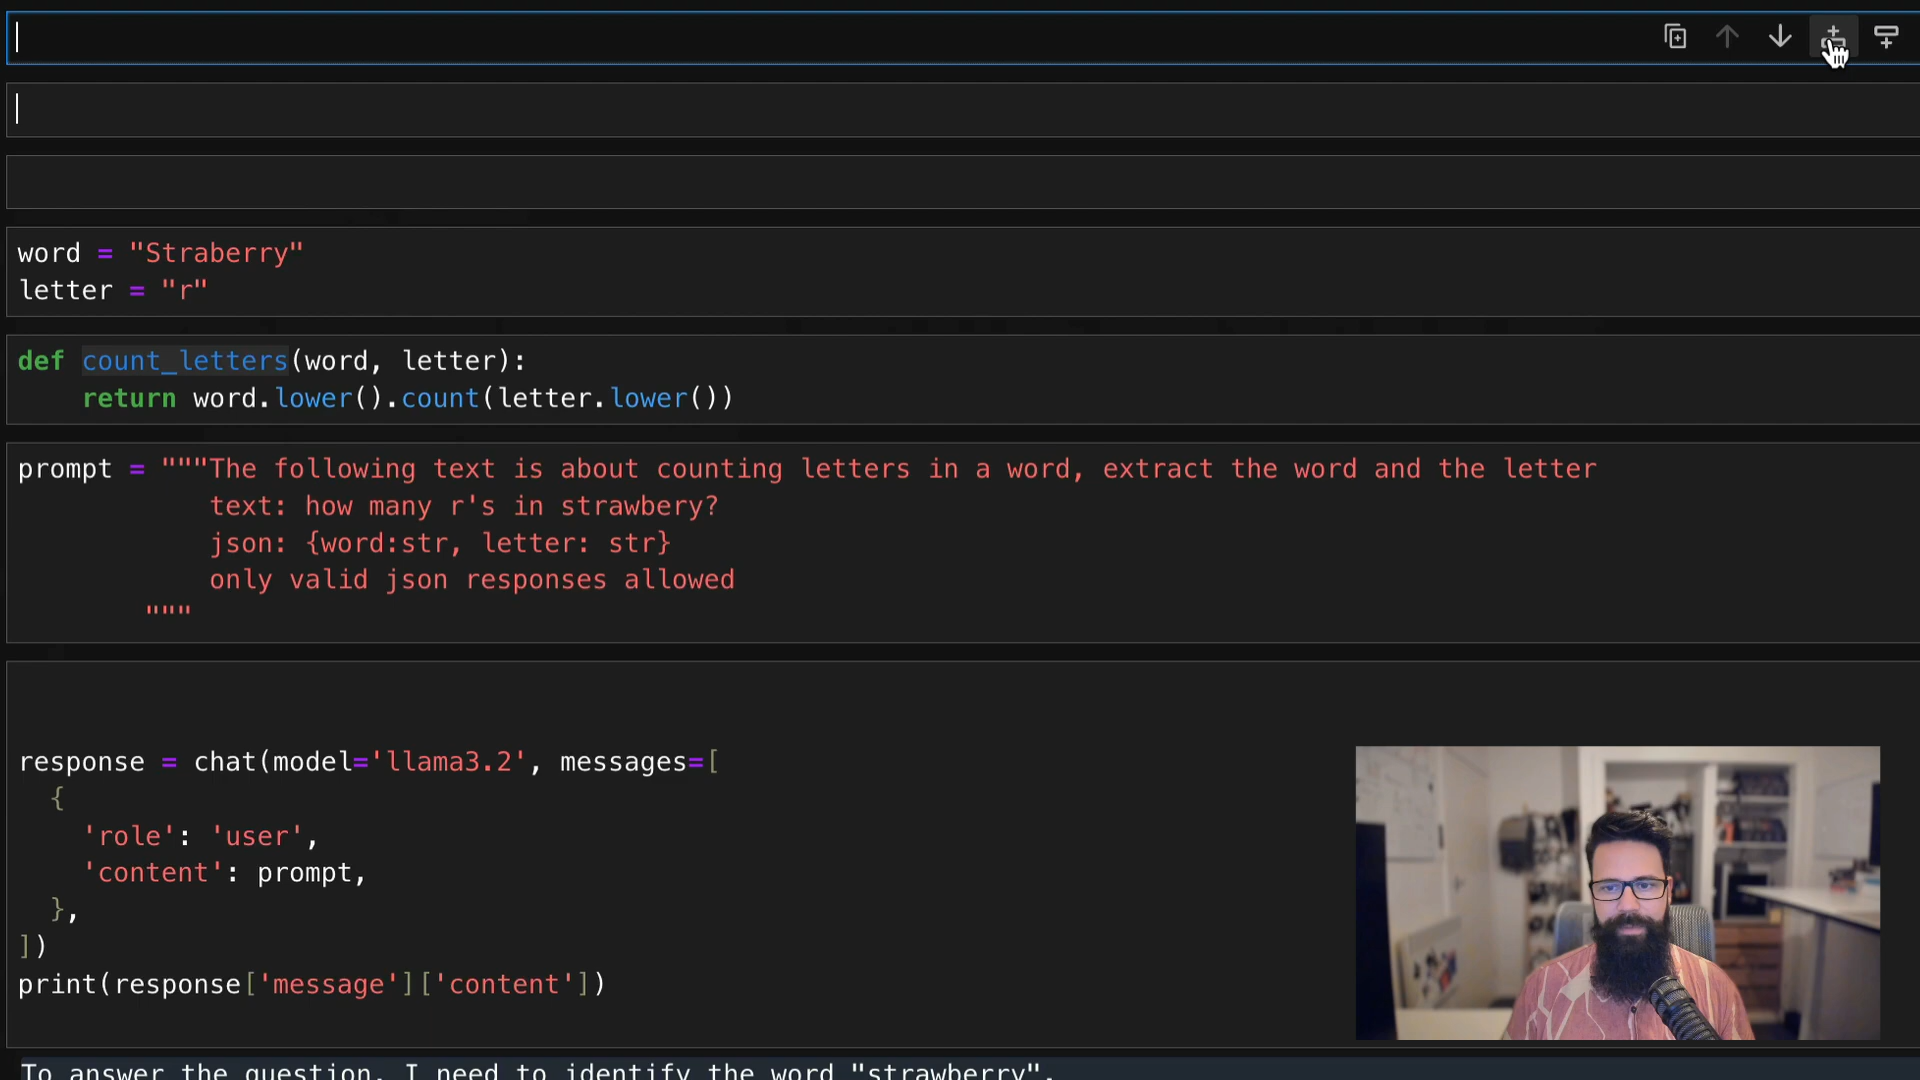 word = "Straberry"
letter = "r"
def count_letters(word, letter):
    return word.lower().count(letter.lower())
prompt = """The following text is about counting letters in a word, extract the word and the letter
            text: how many r's in strawbery?
            json: {word:str, letter: str}
            only valid json responses allowed
        """
response = chat(model='llama3.2', messages=[
  {
    'role': 'user',
    'content': prompt,
  },
])
print(response['message']['content'])
To answer the question, I need to identify the word "strawberry".